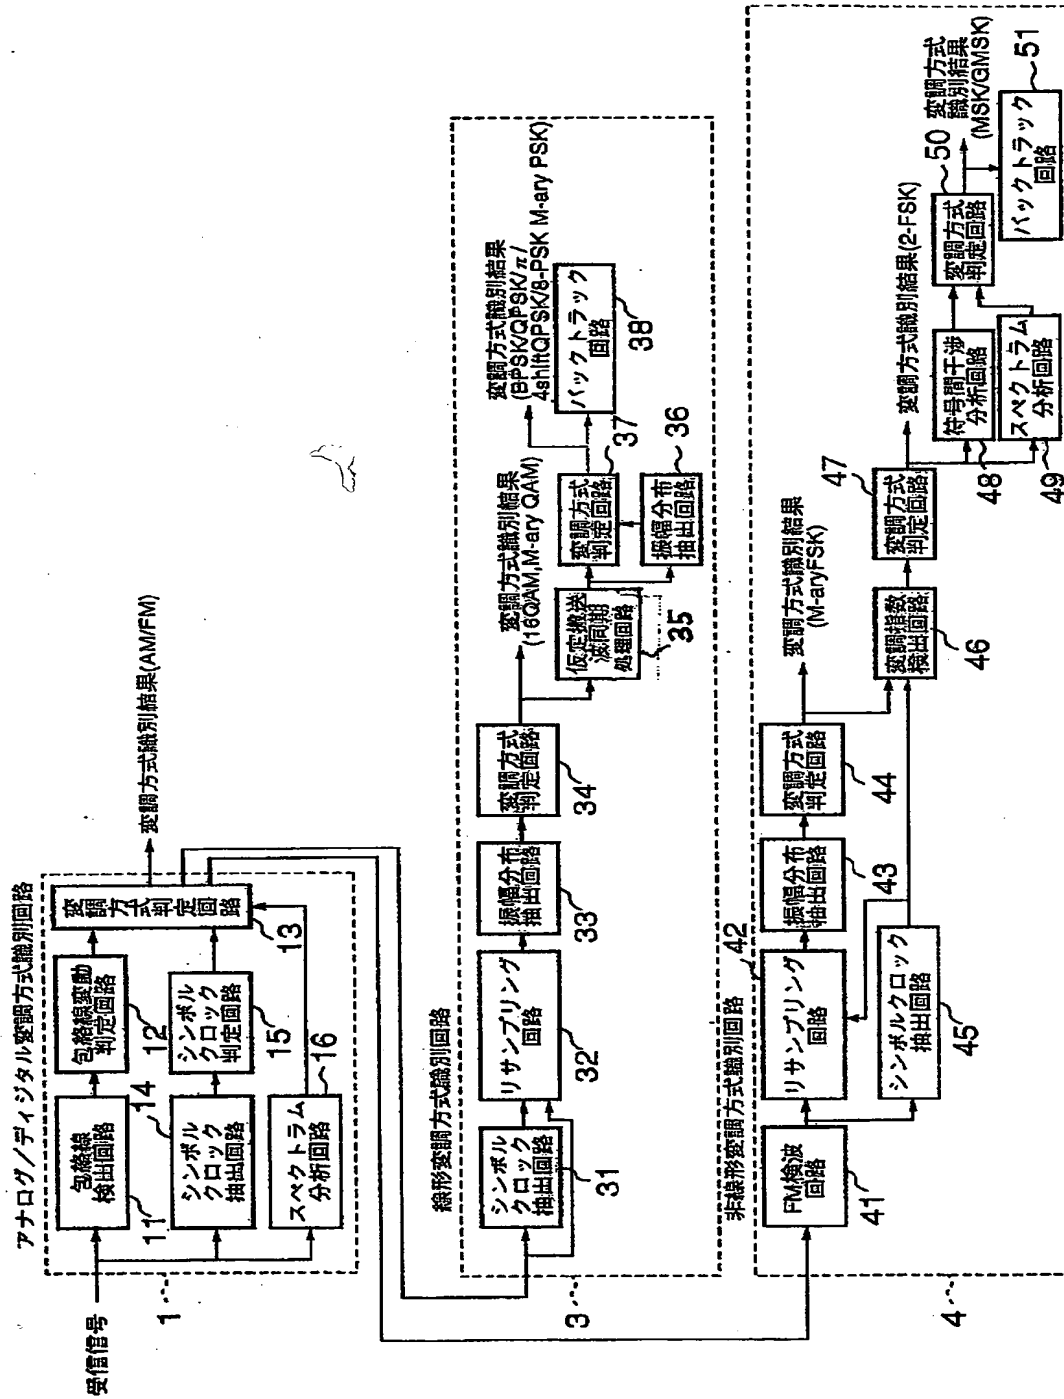 アナログ/ディジタル変調方式識別回路
受信信号
1
包絡線
検出回路
11
包絡線変動
判定回路
12
変調方式判定回路
13
変調方式識別結果(AM/FM)
14
シンボル
クロック
抽出回路
シンボル
クロック
判定回路
15
スペクトラム
分析回路
16
線形変調方式識別回路
3
シンボル
クロック
抽出回路
31
リサンプリング
回路
32
振幅分布
抽出回路
33
変調方式
判定回路
34
変調方式識別結果
(16QAM,M-ary QAM)
仮定搬送
波同期
処理回路
35
変調方式
判定回路
37
振幅分布
抽出回路
36
変調方式識別結果
(BPSK/QPSK/π/
4shiftQPSK/8-PSK M-ary PSK)
バックトラック
回路
38
非線形変調方式識別回路
4
FM検波
回路
41
リサンプリング
回路
42
振幅分布
抽出回路
43
変調方式
判定回路
44
変調方式識別結果
(M-aryFSK)
シンボルクロック
抽出回路
45
変調指数
検出回路
46
変調方式
判定回路
47
変調方式識別結果(2-FSK)
符号間干渉
分析回路
48
スペクトラム
分析回路
49
変調方式
判定回路
50
変調方式
識別結果
(MSK/GMSK)
バックトラック
回路
51